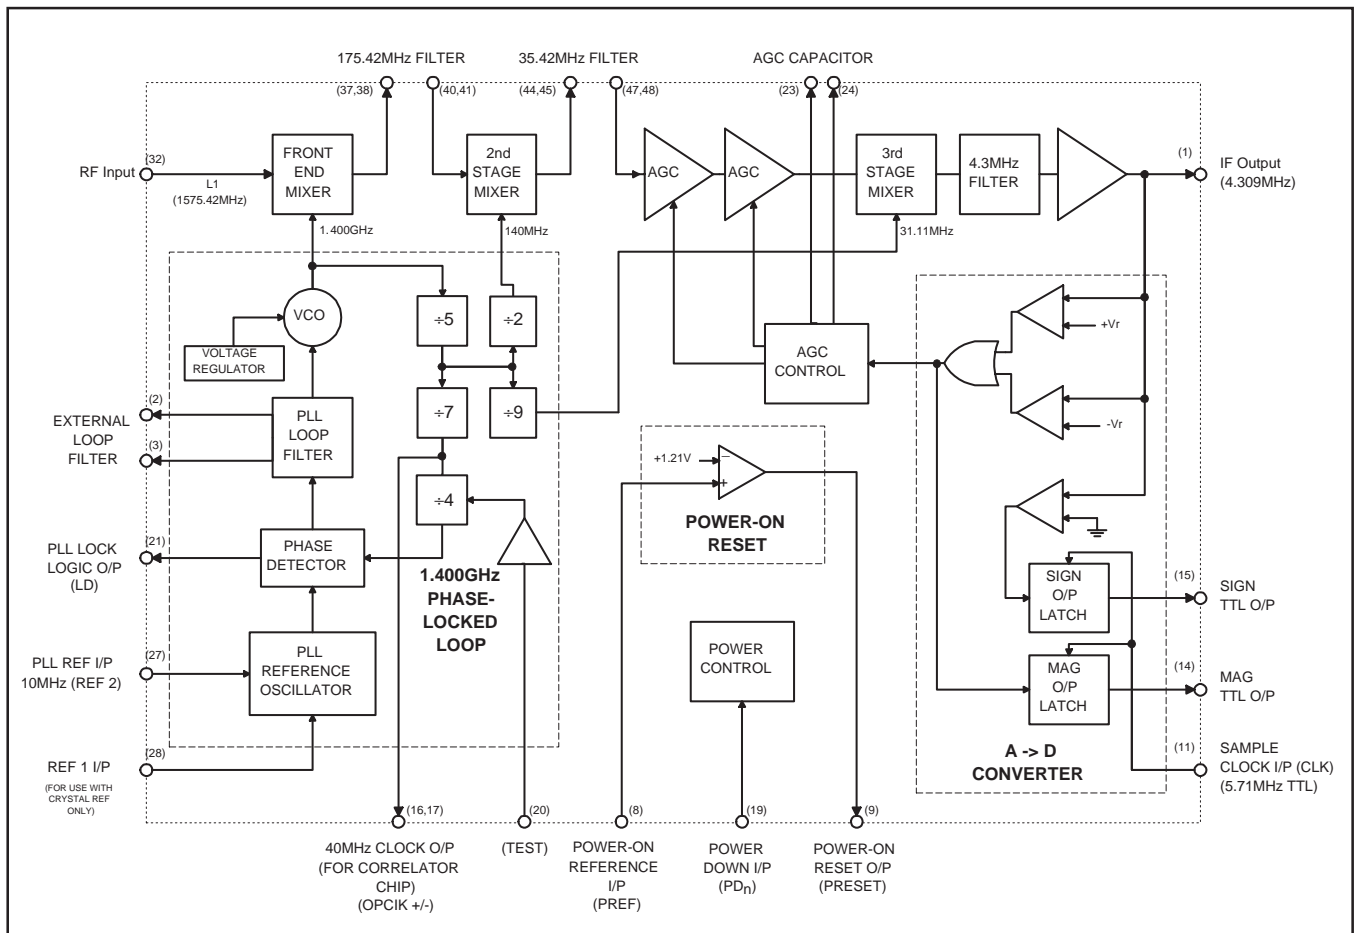 175.42MHz FILTER
35.42MHz FILTER
AGC CAPACITOR
(37,38)
(40,41)
(44,45)
(47,48)
(23)
(24)
RF Input
(32)
L1
(1575.42MHz)
FRONT
END
MIXER
2nd
STAGE
MIXER
AGC
AGC
3rd
STAGE
MIXER
4.3MHz
FILTER
(1)
IF Output
(4.309MHz)
1.400GHz
140MHz
31.11MHz
VCO
÷5
÷2
VOLTAGE
REGULATOR
AGC
CONTROL
+Vr
-Vr
÷7
÷9
EXTERNAL
LOOP
FILTER
(2)
(3)
PLL
LOOP
FILTER
÷4
+1.21V
−
+
POWER-ON
RESET
PLL LOCK
LOGIC O/P
(LD)
(21)
PHASE
DETECTOR
1.400GHz
PHASE-
LOCKED
LOOP
SIGN
O/P
LATCH
(15)
SIGN
TTL O/P
PLL REF I/P
10MHz (REF 2)
(27)
PLL
REFERENCE
OSCILLATOR
POWER
CONTROL
MAG
O/P
LATCH
(14)
MAG
TTL O/P
REF 1 I/P
(FOR USE WITH
CRYSTAL REF
ONLY)
(28)
A -> D
CONVERTER
(11)
SAMPLE
CLOCK I/P (CLK)
(5.71MHz TTL)
(16,17)
(20)
(8)
(19)
(9)
40MHz CLOCK O/P
(FOR CORRELATOR
CHIP)
(OPCIK +/-)
(TEST)
POWER-ON
REFERENCE
I/P
(PREF)
POWER
DOWN I/P
(PDn)
POWER-ON
RESET O/P
(PRESET)